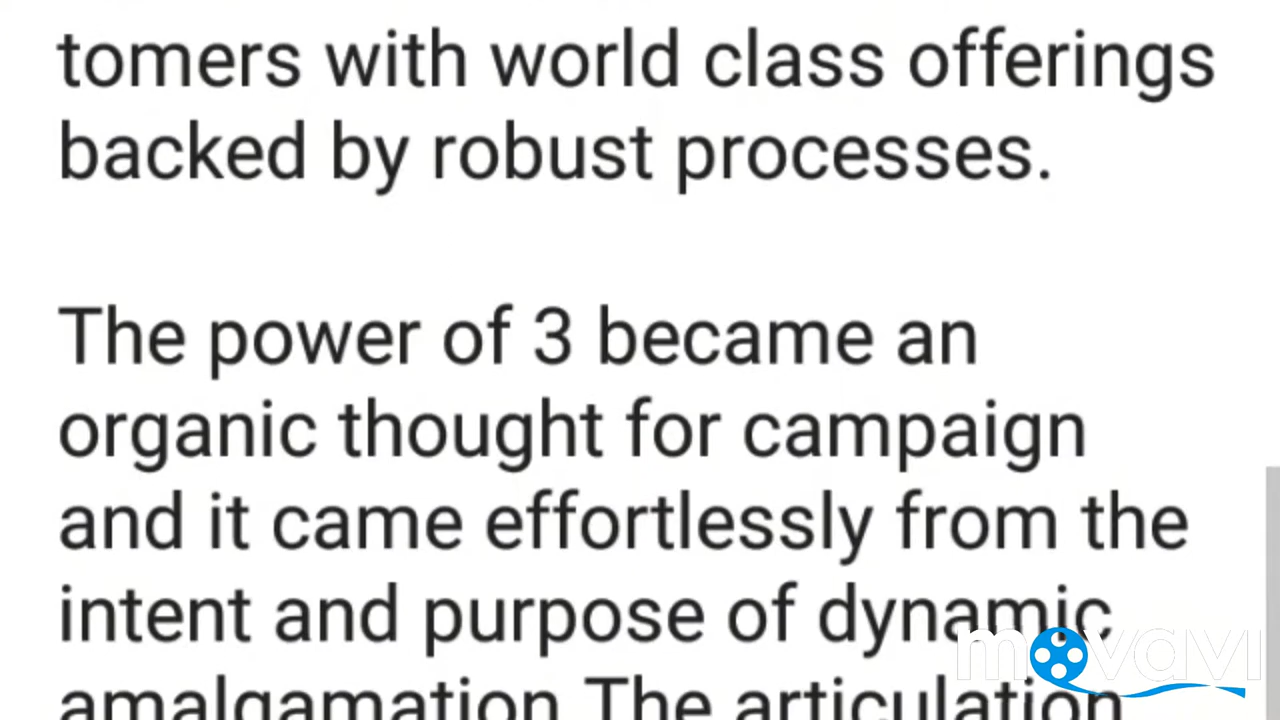 tomers with world class offerings
backed by robust processes.
The power of 3 became an
organic thought for campaign
and it came effortlessly from the
intent and purpose of dynamic
amalgamation The articulation
movavi